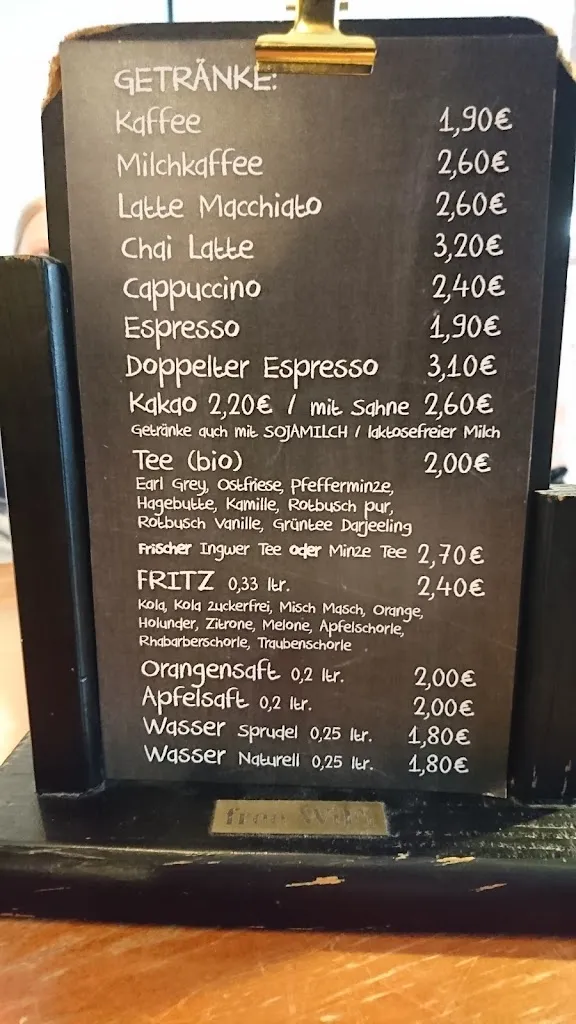 GETRÄNKE:
Kaffee 1,90€
Milchkaffee 2,60€
Latte Macchiato 2,60€
Chai Latte 3,20€
Cappuccino 2,40€
Espresso 1,90€
Doppelter Espresso 3,10€
Kakao 2,20€ / mit Sahne 2,60€
Getränke auch mit SOJAMILCH / laktosefreier Milch
Tee (bio) 2,00€
Earl Grey, Ostfriese, Pfefferminze,
Hagebutte, Kamille, Rotbusch pur,
Rotbusch Vanille, Grüntee Darjeeling
Frischer Ingwer Tee oder Minze Tee 2,70€
FRITZ 0,33 ltr. 2,40€
Kola, Kola zuckerfrei, Misch Masch, Orange,
Holunder, Zitrone, Melone, Apfelschorle,
Rhabarberschorle, Traubenschorle
Orangensaft 0,2 ltr. 2,00€
Apfelsaft 0,2 ltr. 2,00€
Wasser Sprudel 0,25 ltr. 1,80€
Wasser Naturell 0,25 ltr. 1,80€